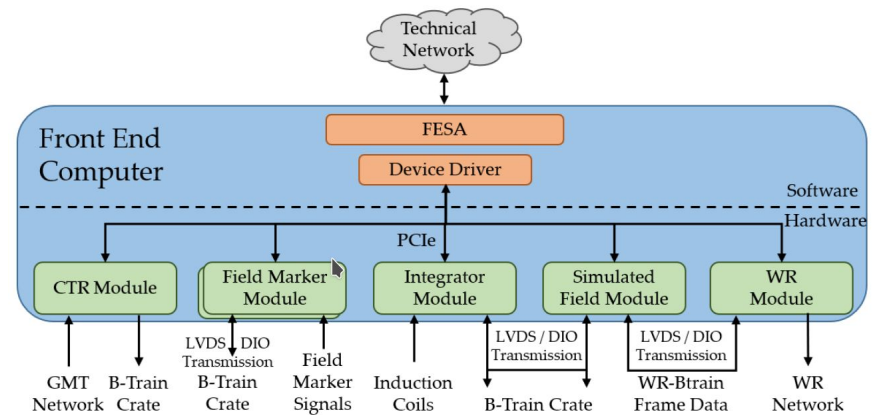 Technical
Network
FESA
Front End
Computer
Device Driver
Software
Hardware
PCIe
CTR Module
Field Marker
Module
Integrator
Module
Simulated
Field Module
WR
Module
LVDS / DIO
Transmission
LVDS / DIO
Transmission
LVDS / DIO
Transmission
GMT
Network
B-Train
Crate
B-Train
Crate
Field
Marker
Signals
Induction
Coils
B-Train Crate
WR-Btrain
Frame Data
WR
Network